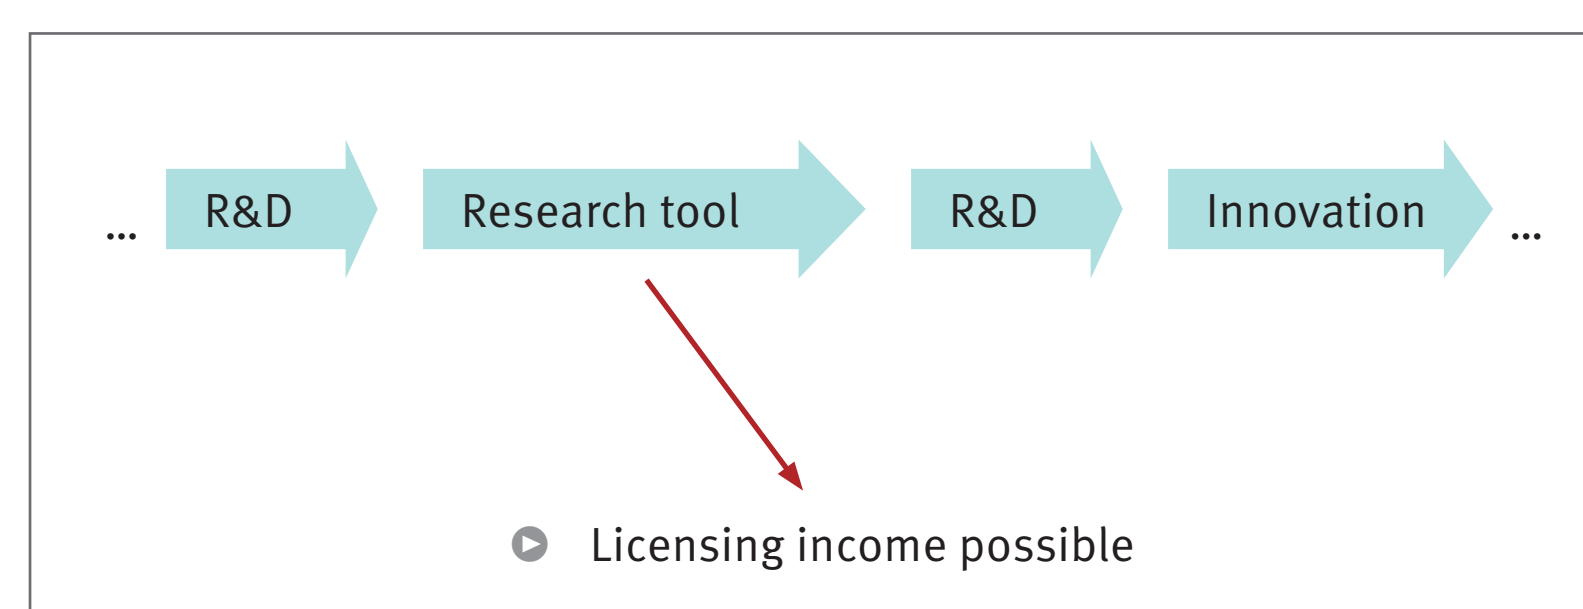 ... R&D Research tool R&D Innovation ...
Licensing income possible